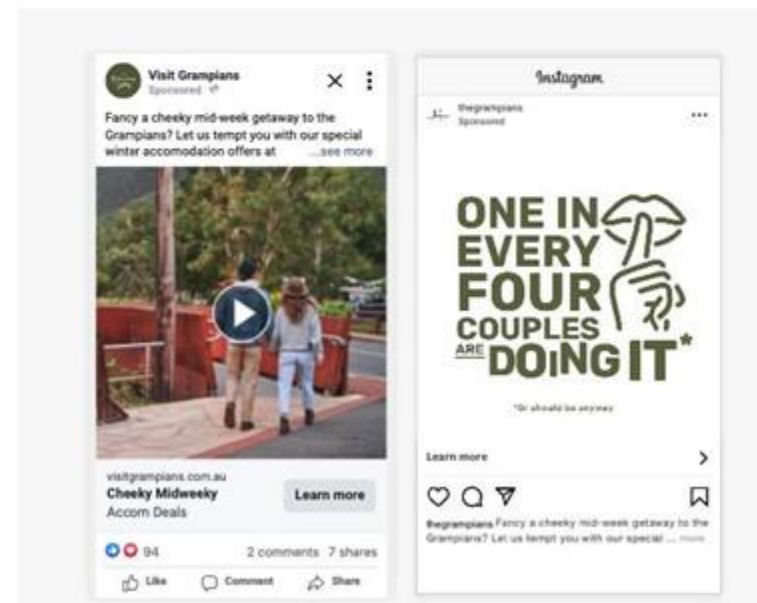 Visit Grampians
Sponsored
Fancy a cheeky mid-week getaway to the
Grampians? Let us tempt you with our special
winter accomodation offers at ...see more
visitgrampians.com.au
Cheeky Midweeky
Accom Deals
Learn more
94
2 comments 7 shares
Like Comment Share
Instagram
thegrampians
Sponsored
ONE IN
EVERY
FOUR
COUPLES
ARE DOING IT*
*Or should be anyway
Learn more
thegrampians Fancy a cheeky mid-week getaway to the
Grampians? Let us tempt you with our special ... more